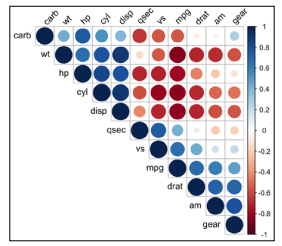 carb wt hp cyl disp qsec vs mpg drat am gear
carb
wt
hp
cyl
disp
qsec
vs
mpg
drat
am
gear
1
0.8
0.6
0.4
0.2
0
-0.2
-0.4
-0.6
-0.8
-1